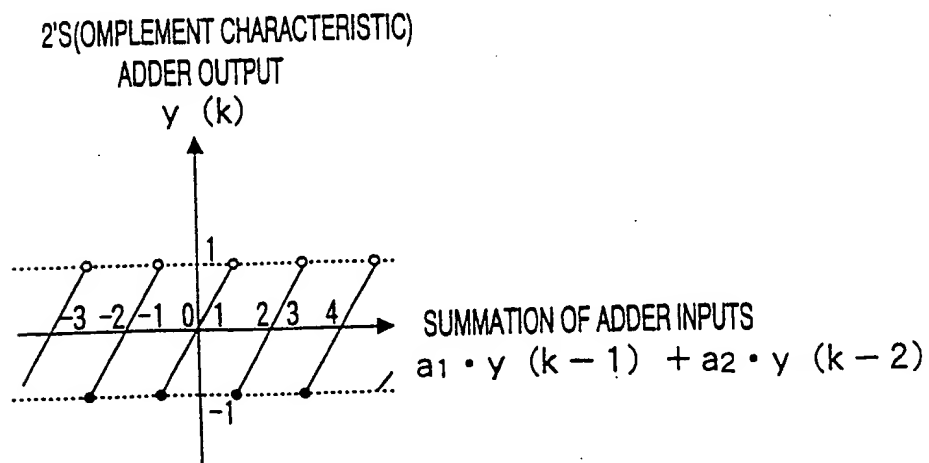 2'S(OMPLEMENT CHARACTERISTIC)
ADDER OUTPUT
y (k)
1
-3 -2 -1 0 1 2 3 4
SUMMATION OF ADDER INPUTS
a1・y (k-1) +a2・y (k-2)
-1